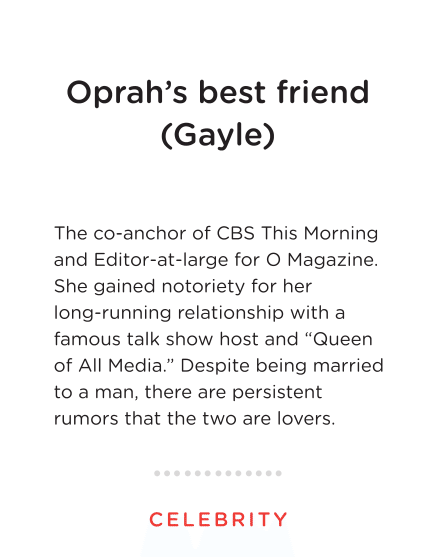 Oprah’s best friend
(Gayle)
The co-anchor of CBS This Morning
and Editor-at-large for O Magazine.
She gained notoriety for her
long-running relationship with a
famous talk show host and “Queen
of All Media.” Despite being married
to a man, there are persistent
rumors that the two are lovers.
CELEBRITY